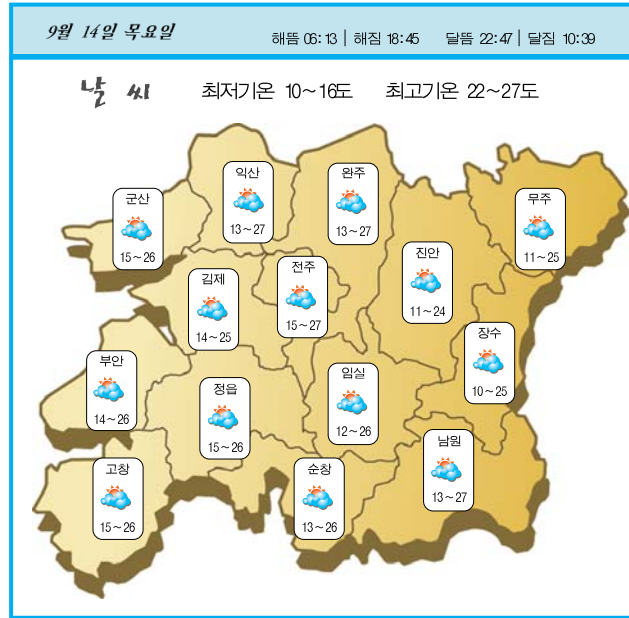 9월 14일 목요일
해뜸 06:13 | 해짐 18:45 달뜸 22:47 | 달짐 10:39
날 씨 최저기온 10~16도 최고기온 22~27도
익산
13~27
완주
13~27
군산
15~26
무주
11~25
진안
11~24
전주
15~27
김제
14~25
장수
10~25
부안
14~26
임실
12~26
정읍
15~26
남원
13~27
고창
15~26
순창
13~26